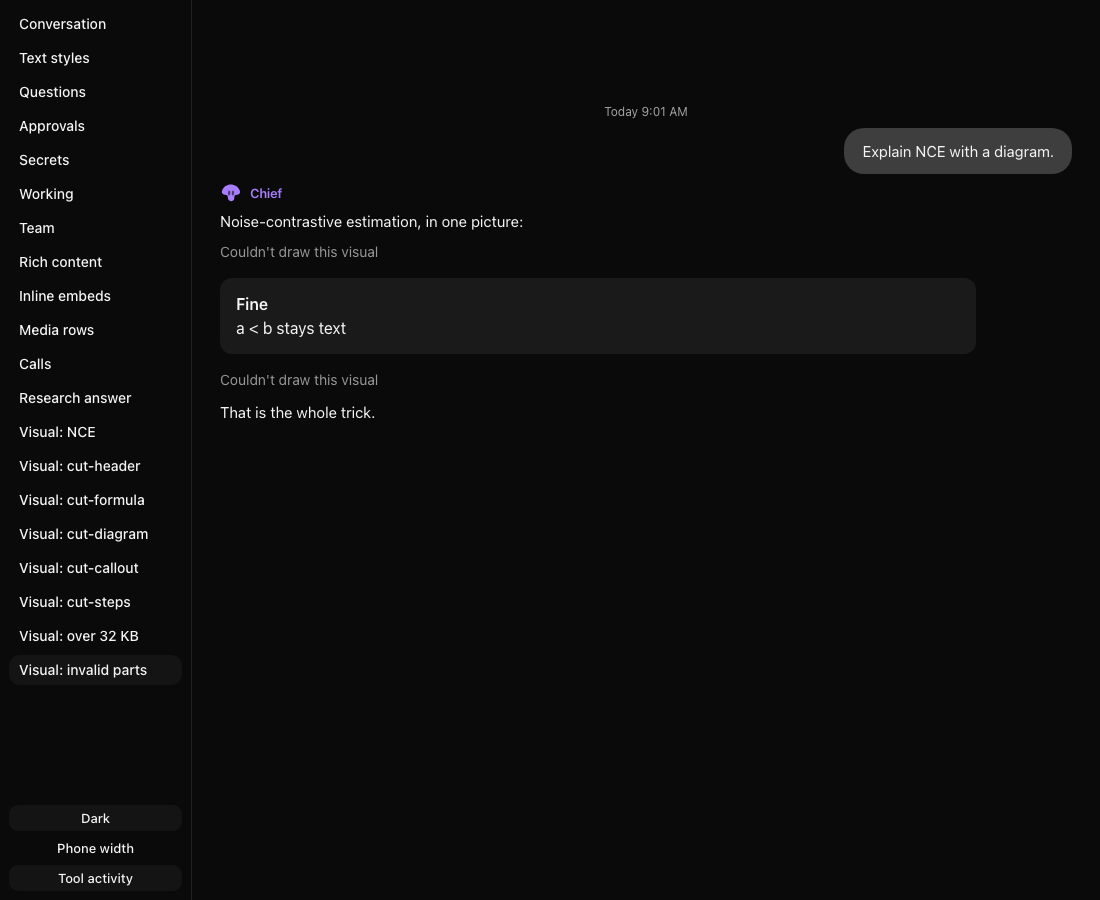 Conversation
Text styles
Questions
Approvals
Secrets
Working
Team
Rich content
Inline embeds
Media rows
Calls
Research answer
Visual: NCE
Visual: cut-header
Visual: cut-formula
Visual: cut-diagram
Visual: cut-callout
Visual: cut-steps
Visual: over 32 KB
Visual: invalid parts
Dark
Phone width
Tool activity
Today 9:01 AM
Explain NCE with a diagram.
Chief
Noise-contrastive estimation, in one picture:
Couldn't draw this visual
Fine
a < b stays text
Couldn't draw this visual
That is the whole trick.